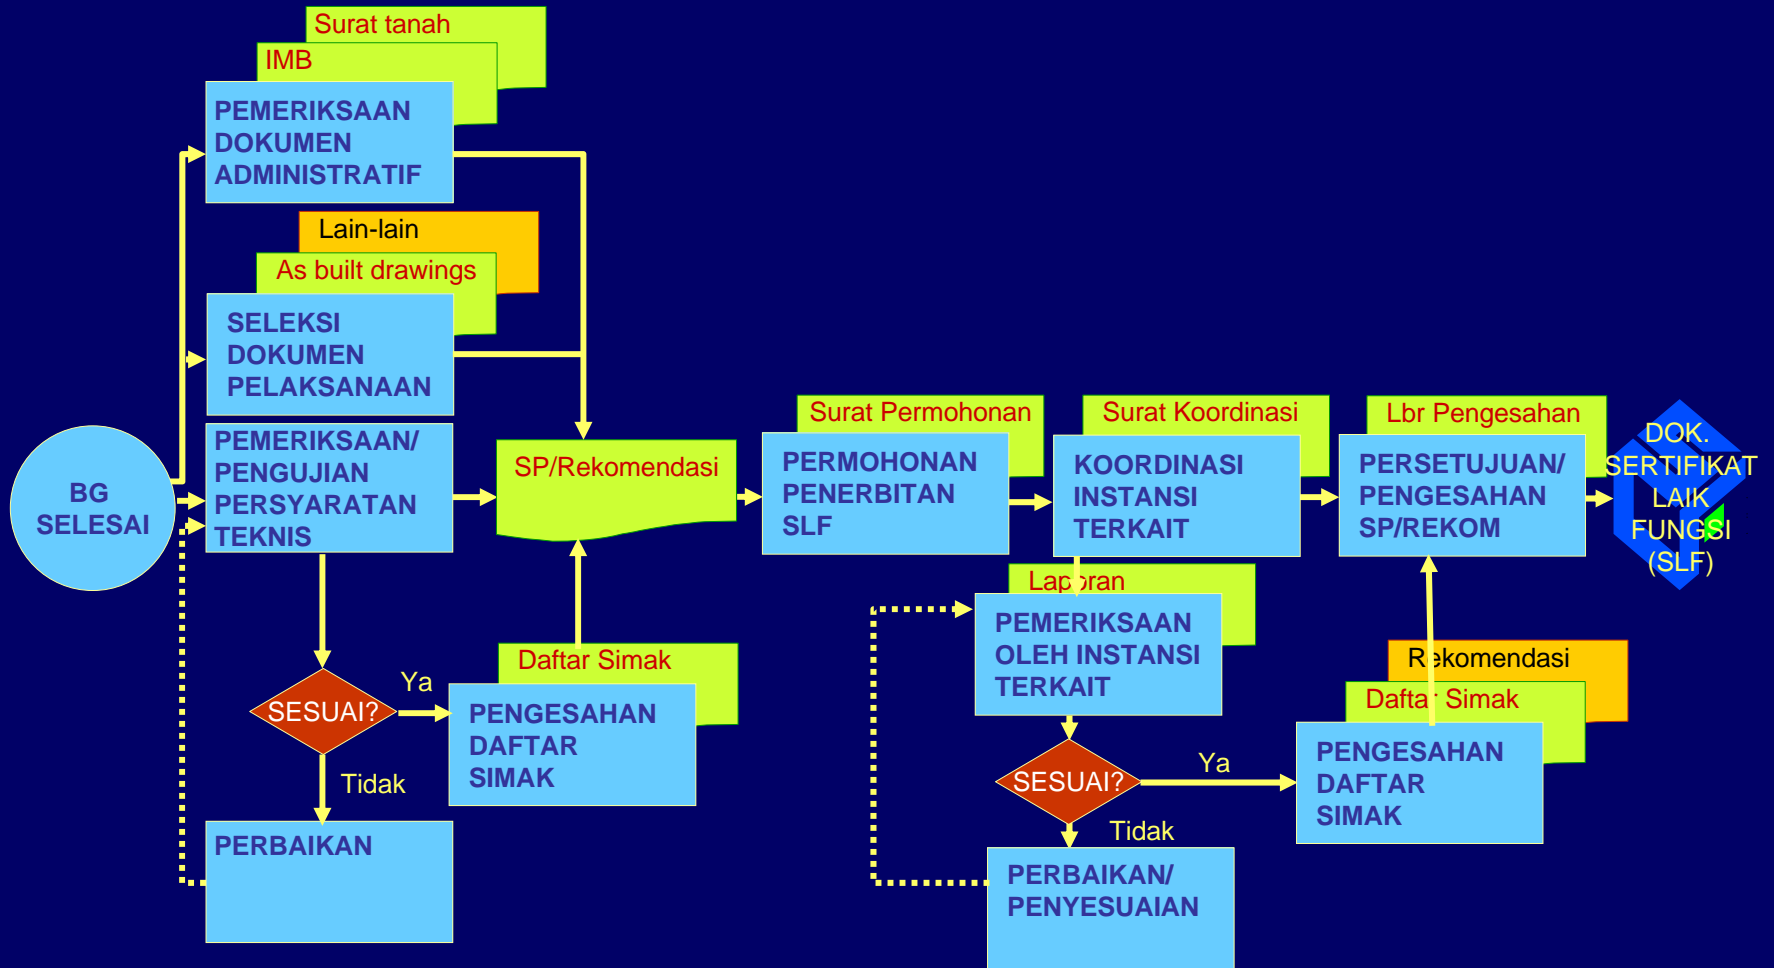 Surat tanah
IMB
PEMERIKSAAN
DOKUMEN
ADMINISTRATIF
Lain-lain
As built drawings
SELEKSI
DOKUMEN
PELAKSANAAN
BG
SELESAI
PEMERIKSAAN/
PENGUJIAN
PERSYARATAN
TEKNIS
SP/Rekomendasi
Surat Permohonan
PERMOHONAN
PENERBITAN
SLF
Surat Koordinasi
KOORDINASI
INSTANSI
TERKAIT
Lbr Pengesahan
PERSETUJUAN/
PENGESAHAN
SP/REKOM
DOK.
SERTIFIKAT
LAIK
FUNGSI
(SLF)
SESUAI?
Ya
Tidak
Daftar Simak
PENGESAHAN
DAFTAR
SIMAK
PERBAIKAN
Laporan
PEMERIKSAAN
OLEH INSTANSI
TERKAIT
SESUAI?
Ya
Tidak
Rekomendasi
Daftar Simak
PENGESAHAN
DAFTAR
SIMAK
PERBAIKAN/
PENYESUAIAN